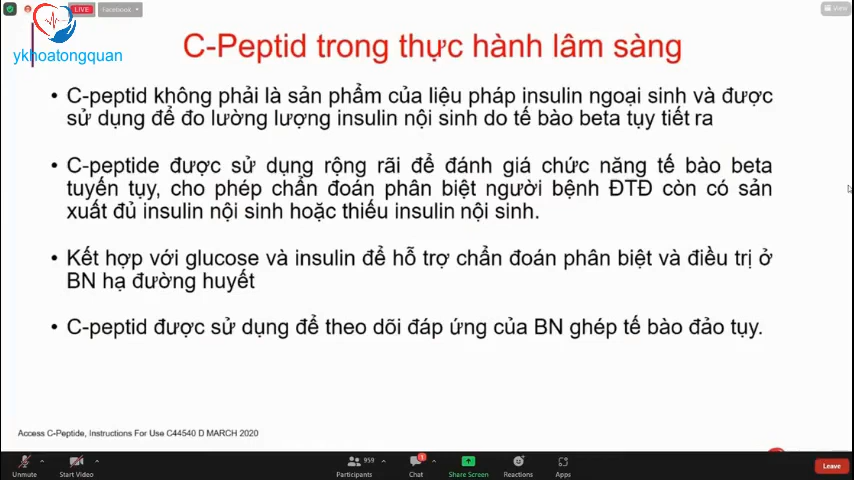 LIVE
Facebook
View
ykhoatongquan
C-Peptid trong thực hành lâm sàng
• C-peptid không phải là sản phẩm của liệu pháp insulin ngoại sinh và được
sử dụng để đo lường lượng insulin nội sinh do tế bào beta tụy tiết ra
• C-peptide được sử dụng rộng rãi để đánh giá chức năng tế bào beta
tuyến tụy, cho phép chẩn đoán phân biệt người bệnh ĐTĐ còn có sản
xuất đủ insulin nội sinh hoặc thiếu insulin nội sinh.
• Kết hợp với glucose và insulin để hỗ trợ chẩn đoán phân biệt và điều trị ở
BN hạ đường huyết
• C-peptid được sử dụng để theo dõi đáp ứng của BN ghép tế bào đảo tụy.
Access C-Peptide, Instructions For Use C44540 D MARCH 2020
959
1
Unmute
Start Video
Participants
Chat
Share Screen
Reactions
Apps
Leave